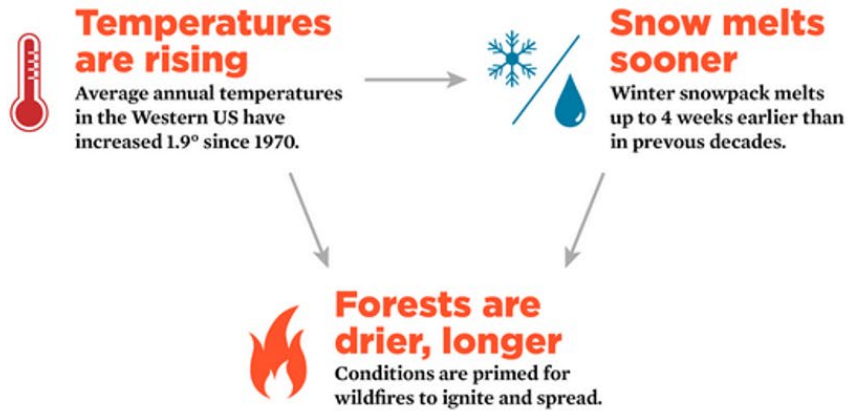 Temperatures
are rising
Average annual temperatures
in the Western US have
increased 1.9° since 1970.
Snow melts
sooner
Winter snowpack melts
up to 4 weeks earlier than
in prevous decades.
Forests are
drier, longer
Conditions are primed for
wildfires to ignite and spread.